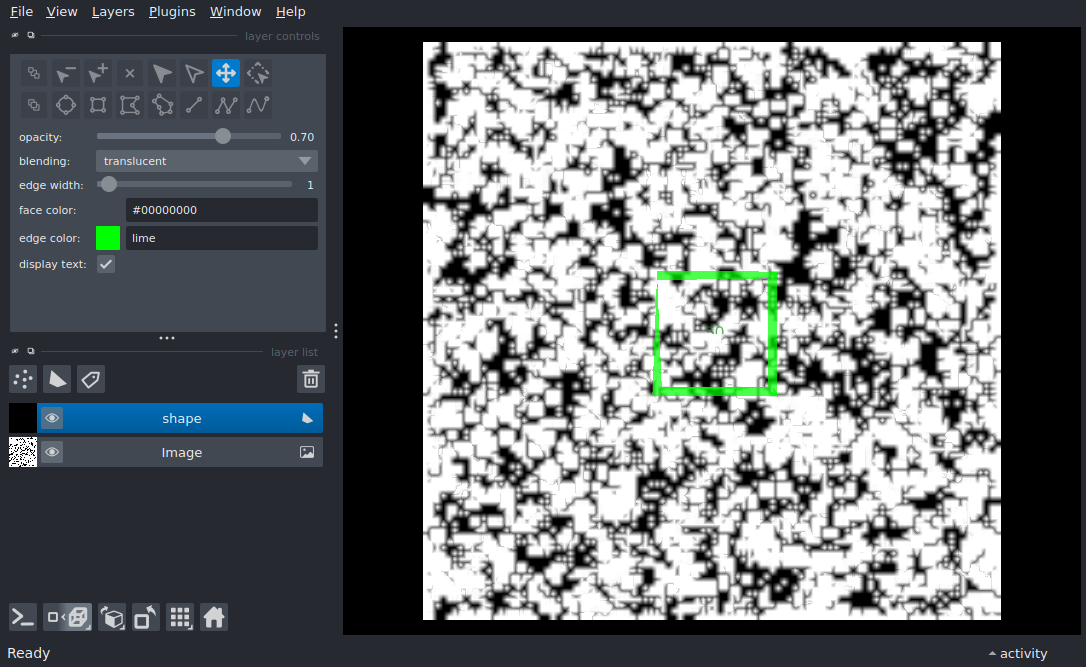 File View Layers Plugins Window Help
layer controls
opacity: 0.70
blending: translucent
edge width: 1
face color: #00000000
edge color: lime
display text:
layer list
shape
Image
Ready
activity